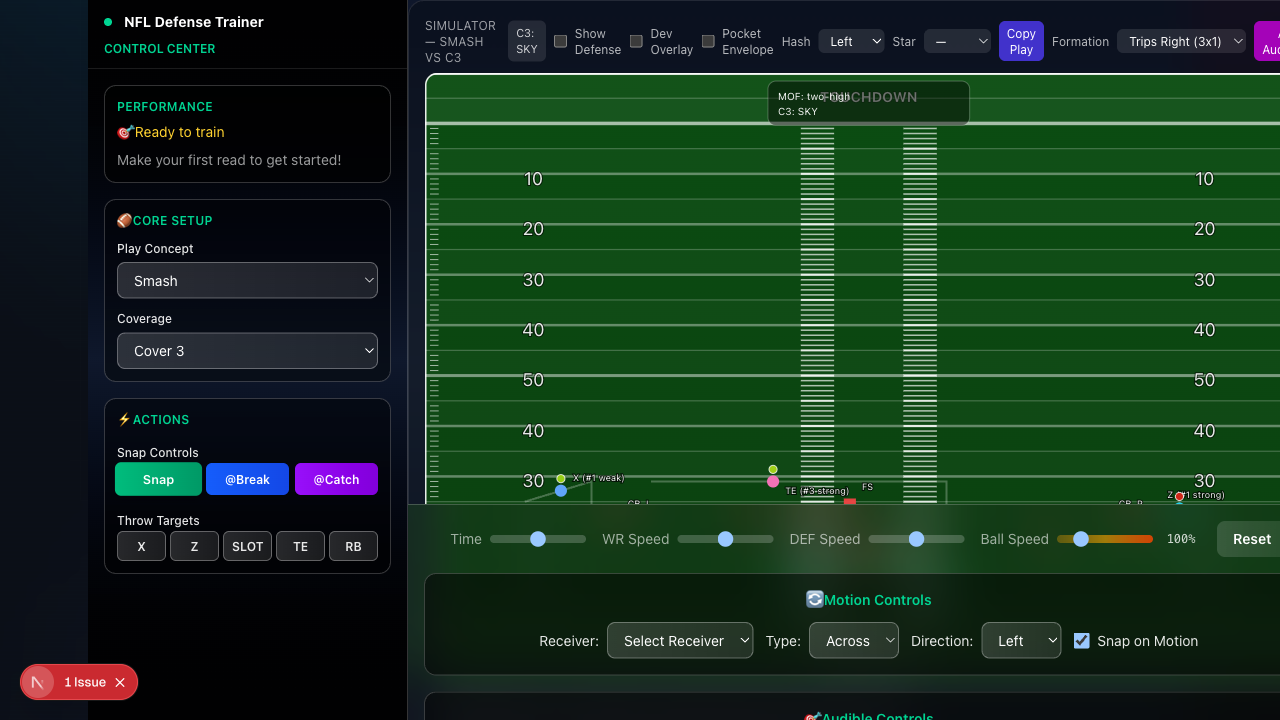 NFL Defense Trainer
CONTROL CENTER
PERFORMANCE
🎯Ready to train
Make your first read to get started!
🏈CORE SETUP
Play Concept
Smash
Coverage
Cover 3
⚡ACTIONS
Snap Controls
Snap
@Break
@Catch
Throw Targets
X
Z
SLOT
TE
RB
1 Issue
SIMULATOR
— SMASH
VS C3
C3:
SKY
Show
Defense
Dev
Overlay
Pocket
Envelope
Hash
Left
Star
—
Copy
Play
Formation
Trips Right (3x1)
MOF: two-high
TOUCHDOWN
C3: SKY
10
10
20
20
30
30
40
40
50
50
40
40
30
30
X (#1 weak)
TE (#3 strong)
FS
Z (#1 strong)
Time
WR Speed
DEF Speed
Ball Speed
100%
Reset
🔄Motion Controls
Receiver:
Select Receiver
Type:
Across
Direction:
Left
Snap on Motion
🎯Audible Controls